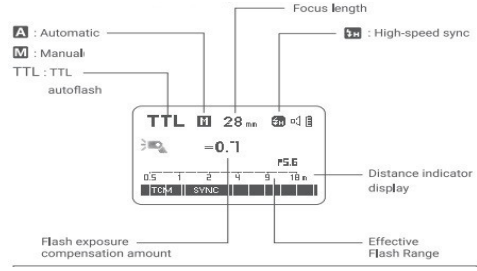 Focus length
A : Automatic
M : Manual
TTL : TTL
autoflash
: High-speed sync
TTL M 28 mm
-0.7
F5.6
0.5 1 2 4 9 18 m
TCM SYNC
Distance indicator
display
Flash exposure
compensation amount
Effective
Flash Range